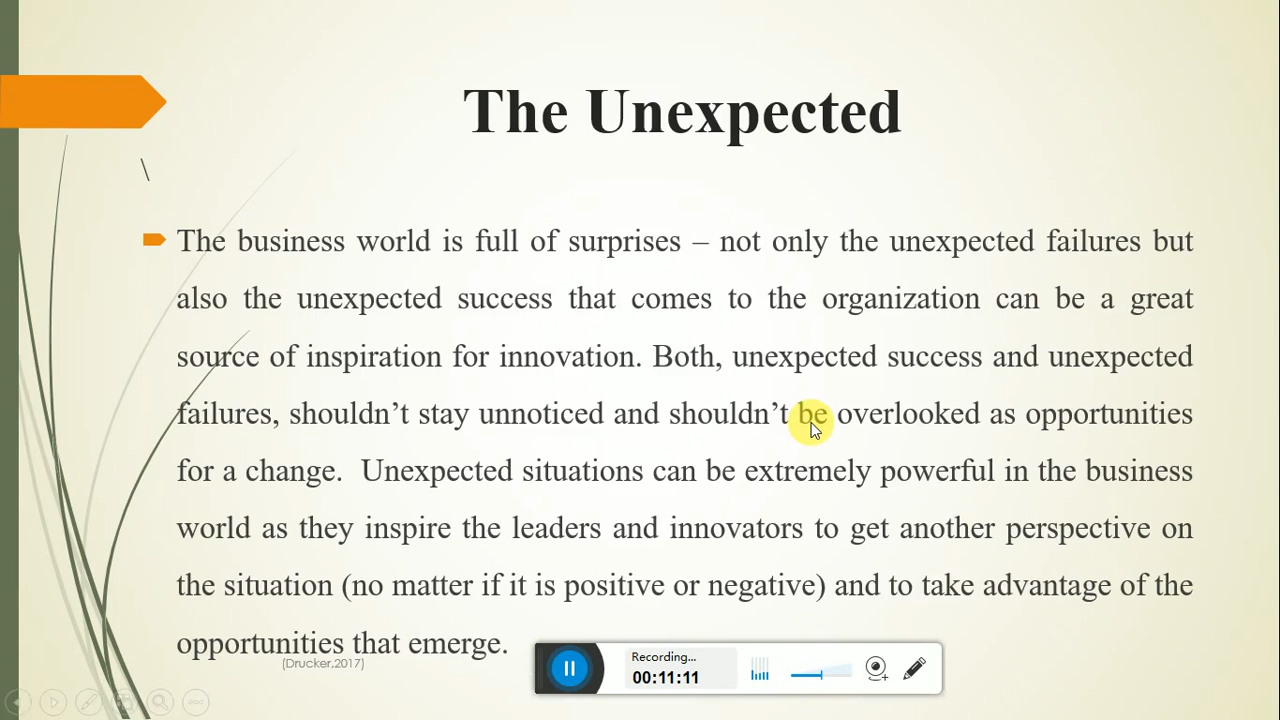 The Unexpected
The business world is full of surprises – not only the unexpected failures but
also the unexpected success that comes to the organization can be a great
source of inspiration for innovation. Both, unexpected success and unexpected
failures, shouldn’t stay unnoticed and shouldn’t be overlooked as opportunities
for a change.  Unexpected situations can be extremely powerful in the business
world as they inspire the leaders and innovators to get another perspective on
the situation (no matter if it is positive or negative) and to take advantage of the
opportunities that emerge.
(Drucker,2017)
Recording...
00:11:11